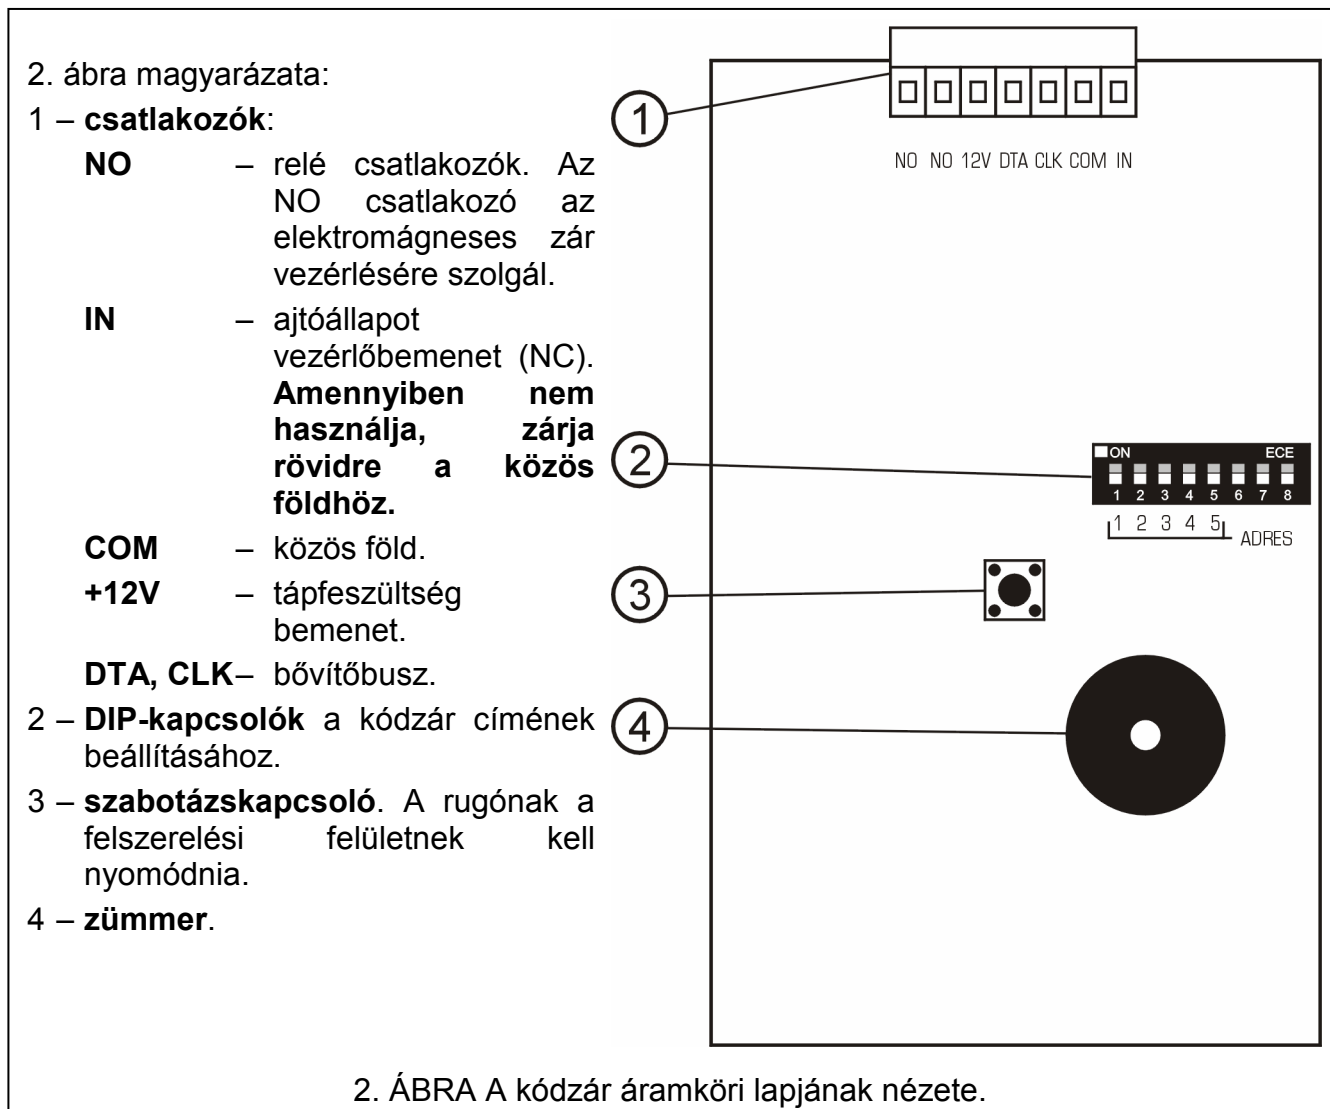 2. ábra magyarázata:
1 – csatlakozók:
NO – relé csatlakozók. Az
NO csatlakozó az
elektromágneses zár
vezérlésére szolgál.
IN – ajtóállapot
vezérlőbemenet (NC).
Amennyiben nem
használja, zárja
rövidre a közös
földhöz.
COM – közös föld.
+12V – tápfeszültség
bemenet.
DTA, CLK– bővítőbusz.
2 – DIP-kapcsolók a kódzár címének
beállításához.
3 – szabotázskapcsoló. A rugónak a
felszerelési felületnek kell
nyomódnia.
4 – zümmer.
1
NO NO 12V DTA CLK COM IN
2
ON ECE
1 2 3 4 5 6 7 8
1 2 3 4 5
ADRES
3
4
2. ÁBRA A kódzár áramköri lapjának nézete.